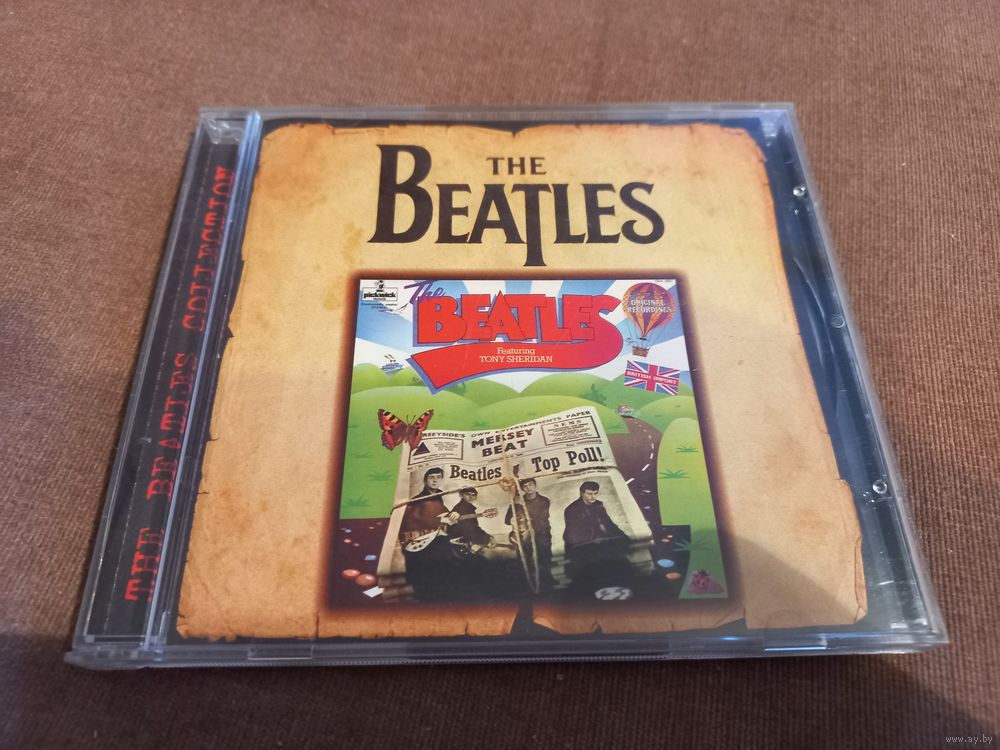 THE BEATLES COLLECTION
THE
BEATLES
pickwick
The
BEATLES
Featuring
TONY SHERIDAN
ORIGINAL
RECORDINGS
BRITISH IMPORT
OWN ENTERTAINMENTS PAPER
MERSEY
BEAT
NEWS
Beatles Top Poll!
www.ay.by